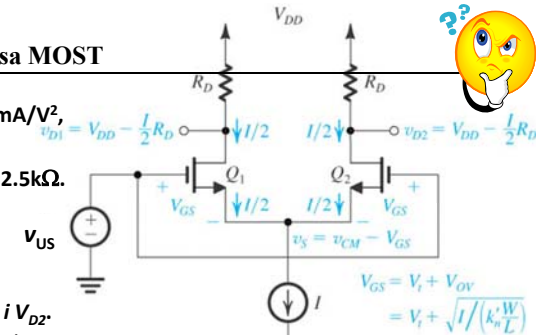 sa MOST
mA/V²,
2.5kΩ.
v_US
i V_D2.
V_DD
R_D
R_D
v_D1 = V_DD − I/2 R_D
I/2
I/2
v_D2 = V_DD − I/2 R_D
Q_1
Q_2
+
V_GS
−
I/2
I/2
+
V_GS
−
v_S = v_CM − V_GS
+
−
I
V_GS = V_t + V_OV
= V_t + √(I/(k'_n W/L))
??